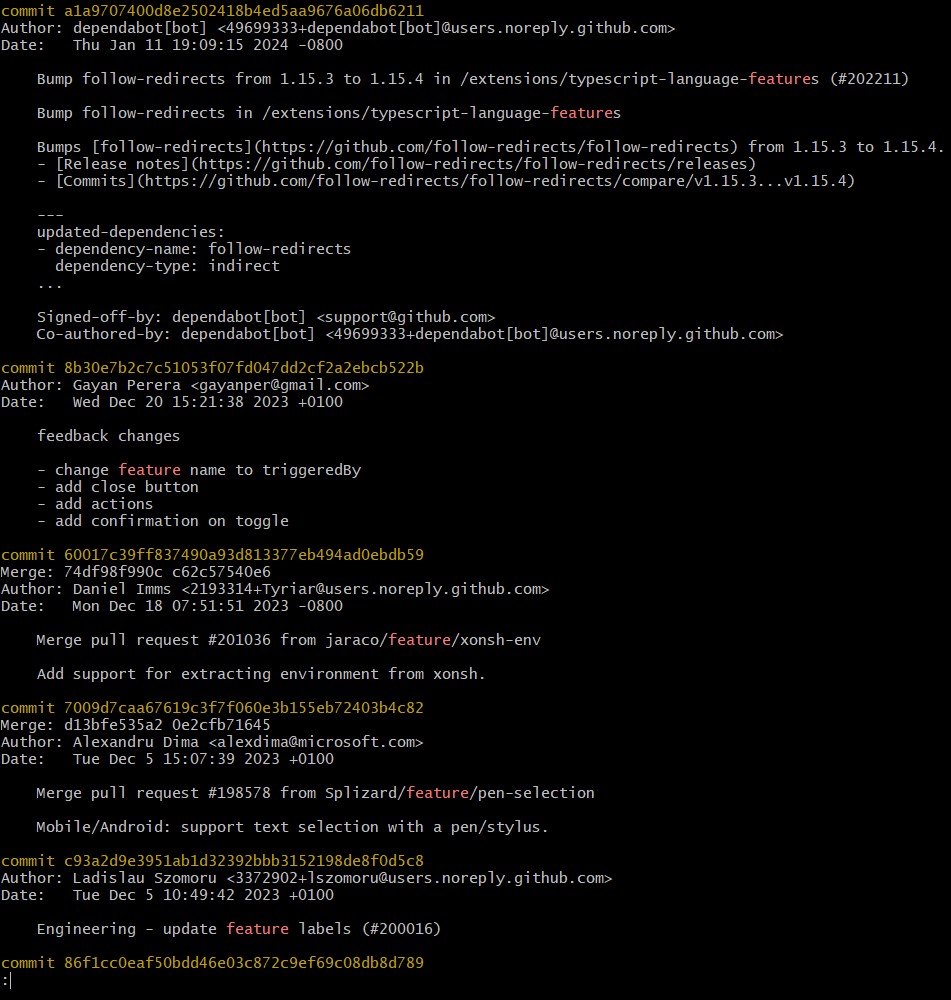 commit a1a9707400d8e2502418b4ed5aa9676a06db6211
Author: dependabot[bot] <49699333+dependabot[bot]@users.noreply.github.com>
Date:   Thu Jan 11 19:09:15 2024 -0800

    Bump follow-redirects from 1.15.3 to 1.15.4 in /extensions/typescript-language-features (#202211)

    Bump follow-redirects in /extensions/typescript-language-features

    Bumps [follow-redirects](https://github.com/follow-redirects/follow-redirects) from 1.15.3 to 1.15.4.
    - [Release notes](https://github.com/follow-redirects/follow-redirects/releases)
    - [Commits](https://github.com/follow-redirects/follow-redirects/compare/v1.15.3...v1.15.4)

    ---
    updated-dependencies:
    - dependency-name: follow-redirects
      dependency-type: indirect
    ...

    Signed-off-by: dependabot[bot] <support@github.com>
    Co-authored-by: dependabot[bot] <49699333+dependabot[bot]@users.noreply.github.com>

commit 8b30e7b2c7c51053f07fd047dd2cf2a2ebcb522b
Author: Gayan Perera <gayanper@gmail.com>
Date:   Wed Dec 20 15:21:38 2023 +0100

    feedback changes

    - change feature name to triggeredBy
    - add close button
    - add actions
    - add confirmation on toggle

commit 60017c39ff837490a93d813377eb494ad0ebdb59
Merge: 74df98f990c c62c57540e6
Author: Daniel Imms <2193314+Tyriar@users.noreply.github.com>
Date:   Mon Dec 18 07:51:51 2023 -0800

    Merge pull request #201036 from jaraco/feature/xonsh-env

    Add support for extracting environment from xonsh.

commit 7009d7caa67619c3f7f060e3b155eb72403b4c82
Merge: d13bfe535a2 0e2cfb71645
Author: Alexandru Dima <alexdima@microsoft.com>
Date:   Tue Dec 5 15:07:39 2023 +0100

    Merge pull request #198578 from Splizard/feature/pen-selection

    Mobile/Android: support text selection with a pen/stylus.

commit c93a2d9e3951ab1d32392bbb3152198de8f0d5c8
Author: Ladislau Szomoru <3372902+lszomoru@users.noreply.github.com>
Date:   Tue Dec 5 10:49:42 2023 +0100

    Engineering - update feature labels (#200016)

commit 86f1cc0eaf50bdd46e03c872c9ef69c08db8d789
: